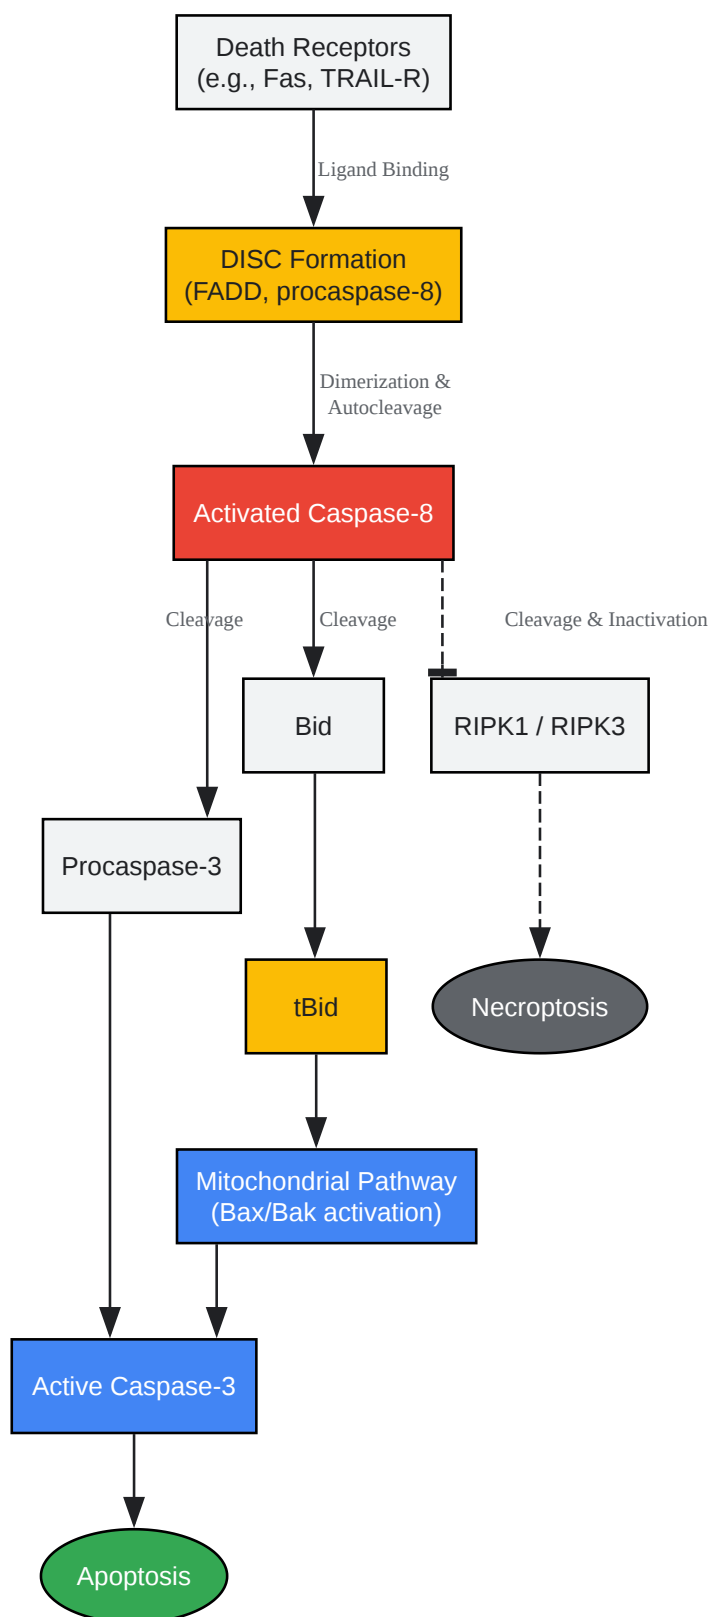 Death Receptors
(e.g., Fas, TRAIL-R)
Ligand Binding
DISC Formation
(FADD, procaspase-8)
Dimerization &
Autocleavage
Activated Caspase-8
Cleavage
Cleavage
Cleavage & Inactivation
Bid
RIPK1 / RIPK3
Procaspase-3
tBid
Necroptosis
Mitochondrial Pathway
(Bax/Bak activation)
Active Caspase-3
Apoptosis